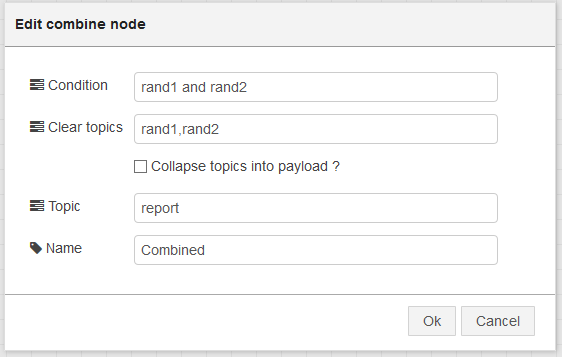 Edit combine node
Condition
rand1 and rand2
Clear topics
rand1,rand2
Collapse topics into payload ?
Topic
report
Name
Combined
Ok
Cancel